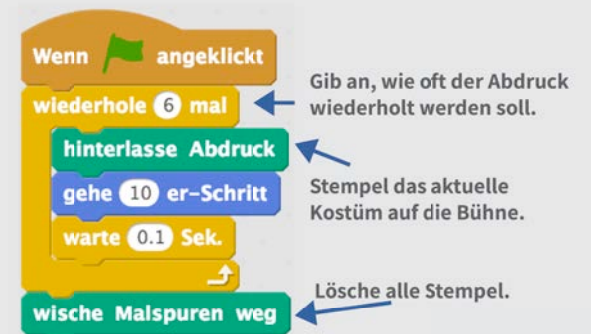 Wenn angeklickt
wiederhole 6 mal
Gib an, wie oft der Abdruck
wiederholt werden soll.
hinterlasse Abdruck
gehe 10 er-Schritt
Stempel das aktuelle
Kostüm auf die Bühne.
warte 0.1 Sek.
Lösche alle Stempel.
wische Malspuren weg